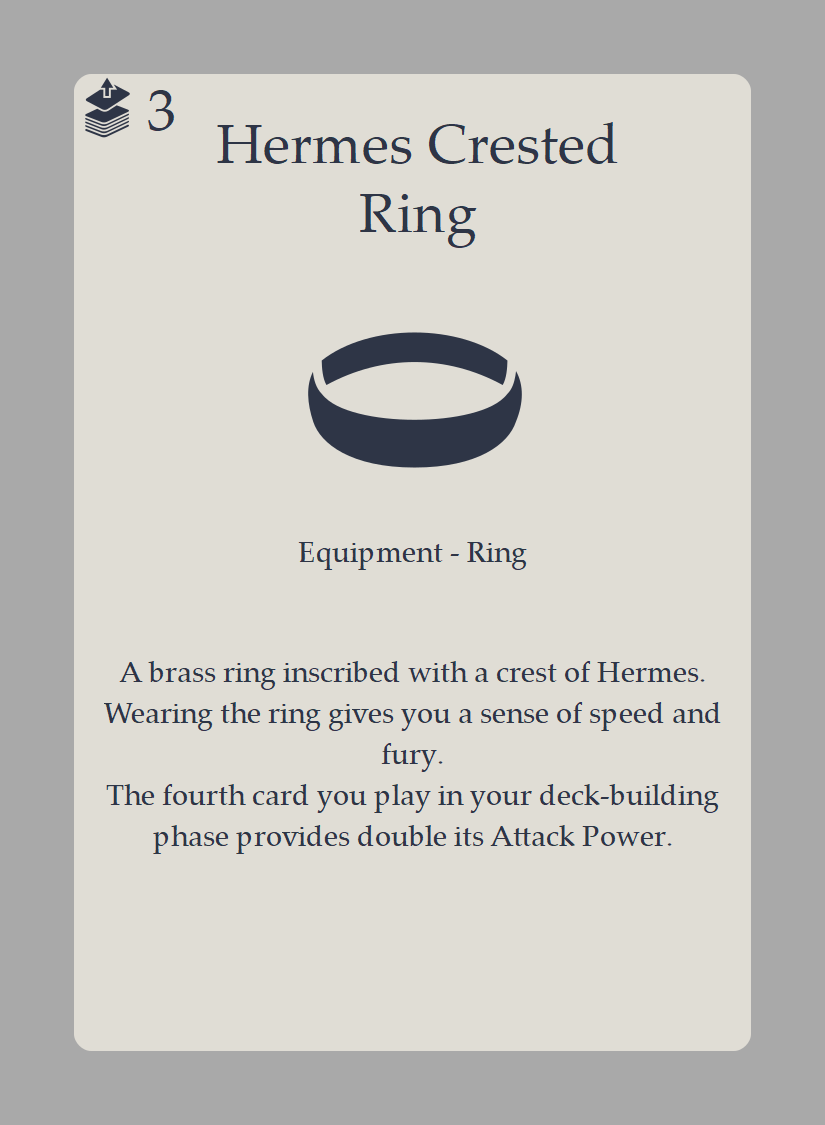 3
Hermes Crested
Ring
Equipment - Ring
A brass ring inscribed with a crest of Hermes.
Wearing the ring gives you a sense of speed and
fury.
The fourth card you play in your deck-building
phase provides double its Attack Power.